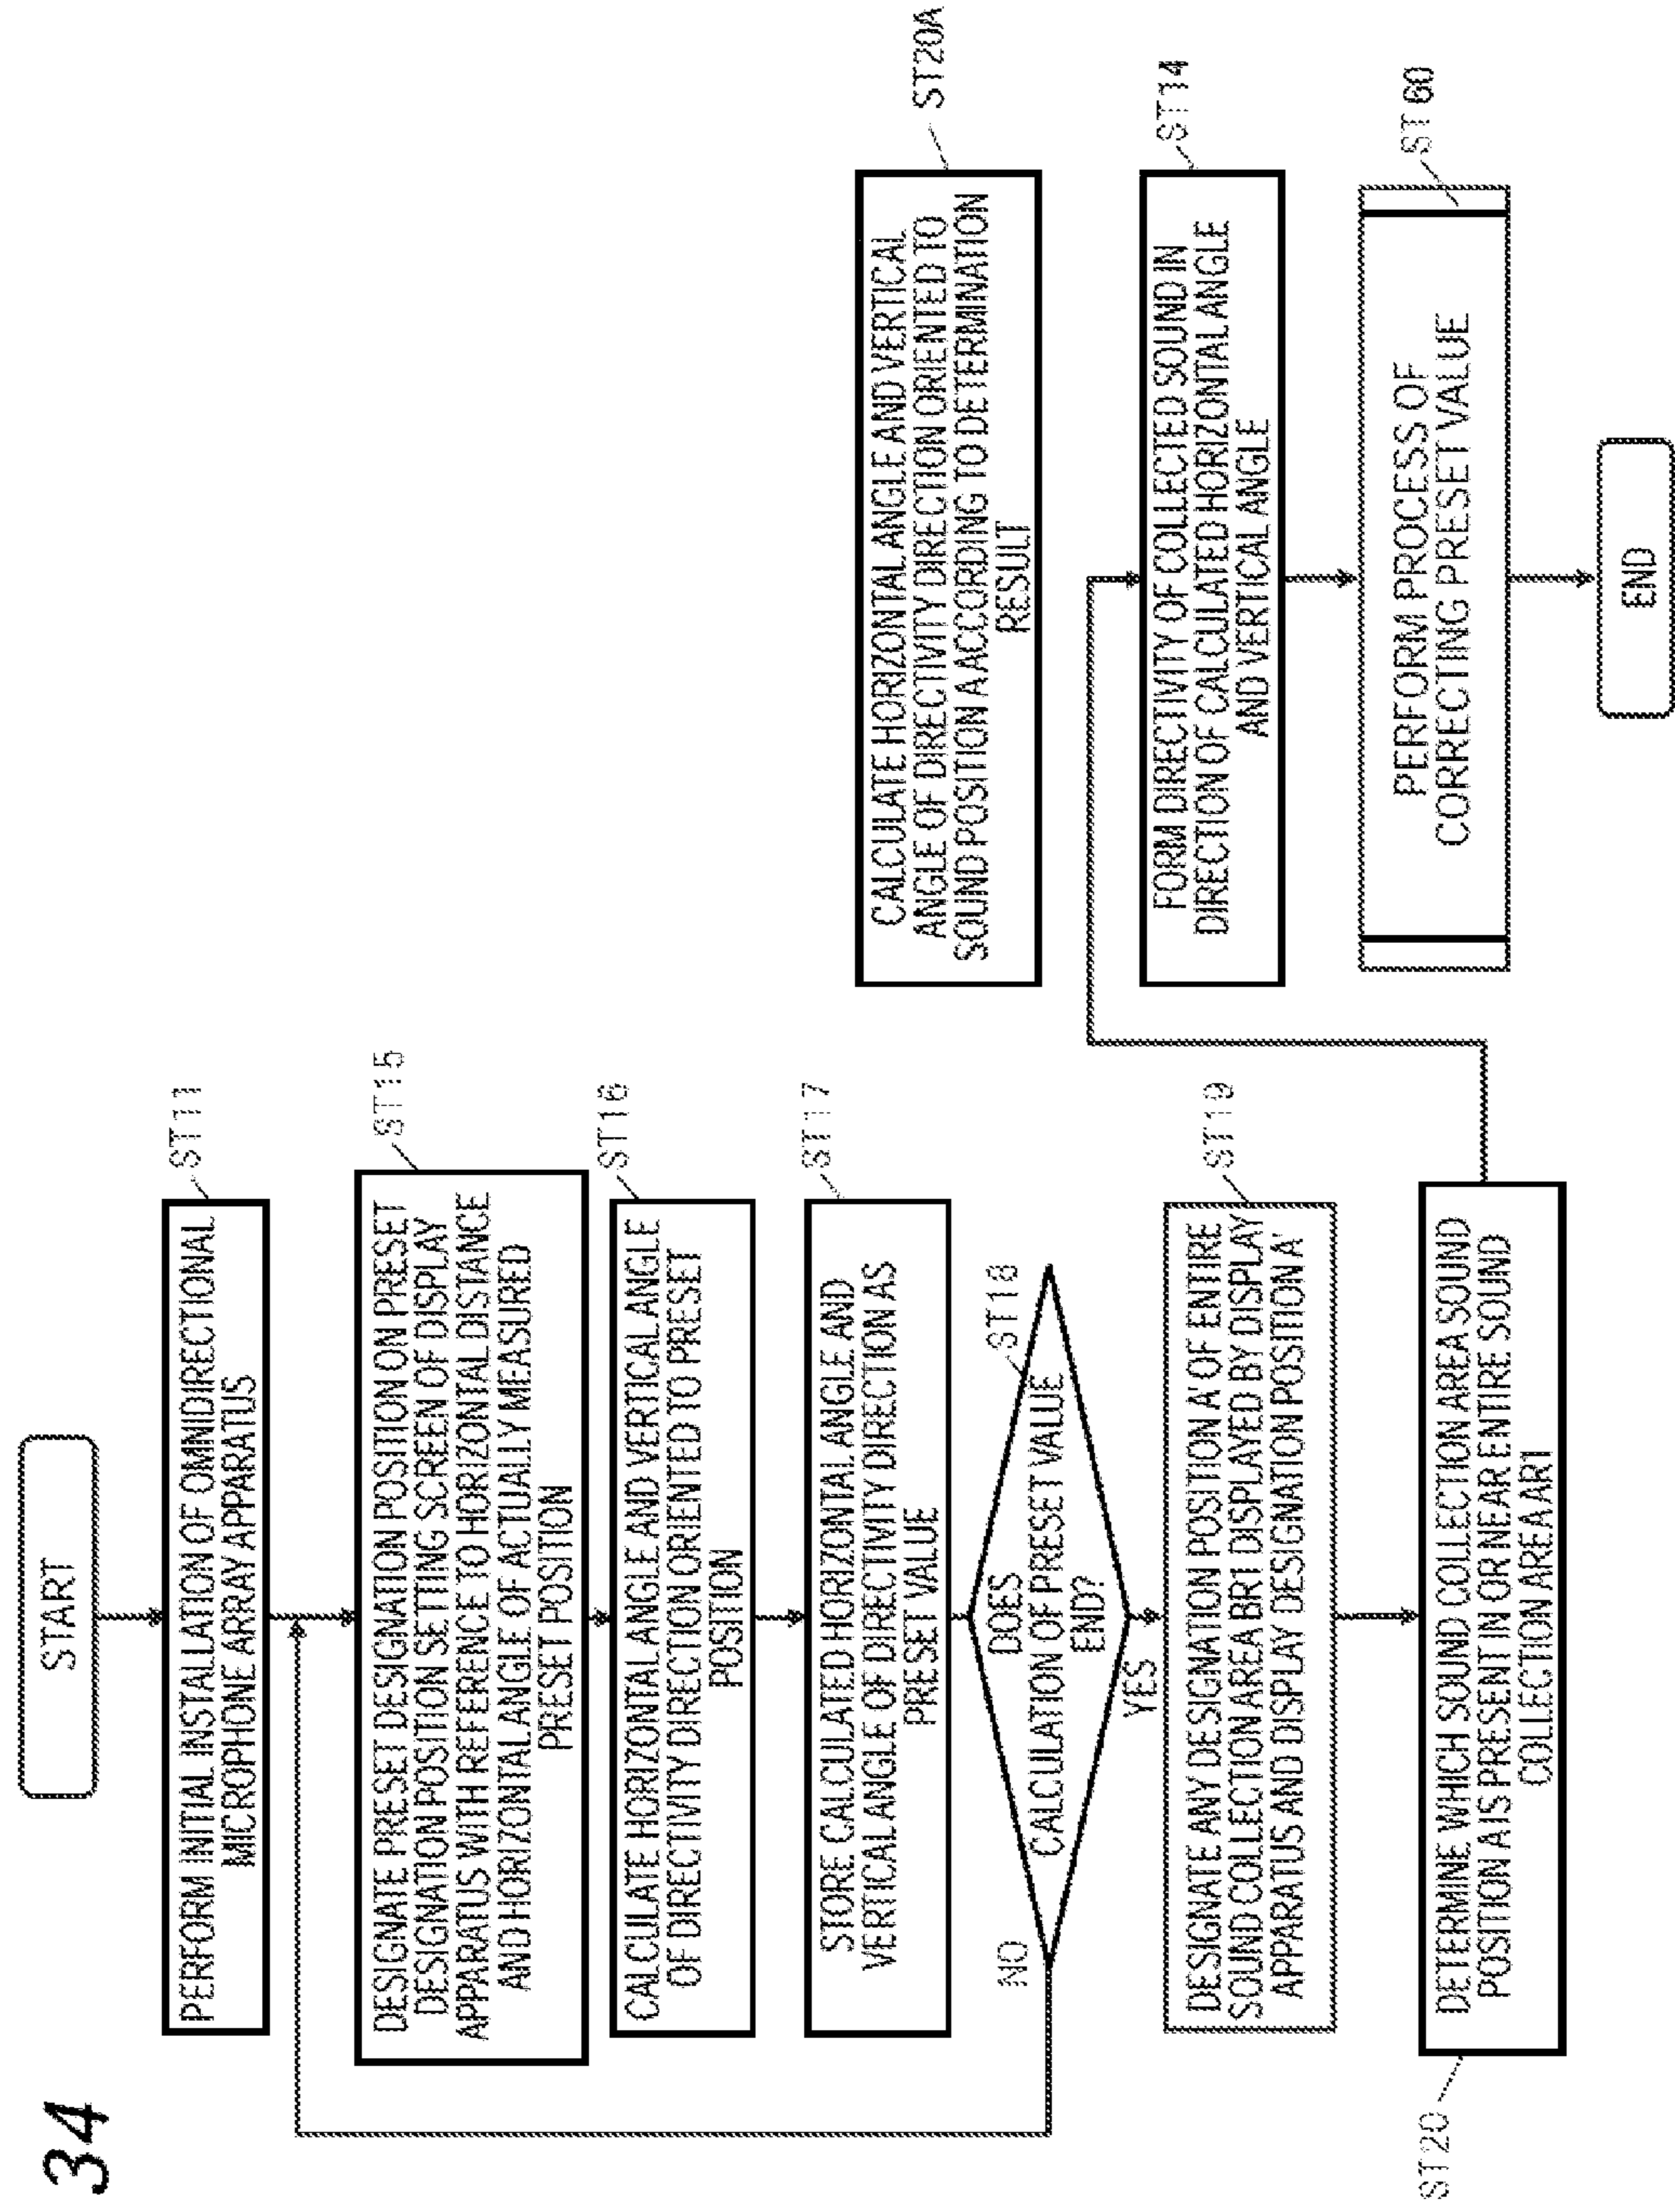 34
START
PERFORM INITIAL INSTALLATION OF OMNIDIRECTIONAL
MICROPHONE ARRAY APPARATUS
ST11
DESIGNATE PRESET DESIGNATION POSITION ON PRESET
DESIGNATION POSITION SETTING SCREEN OF DISPLAY
APPARATUS WITH REFERENCE TO HORIZONTAL DISTANCE
AND HORIZONTAL ANGLE OF ACTUALLY MEASURED
PRESET POSITION
ST15
CALCULATE HORIZONTAL ANGLE AND VERTICAL ANGLE
OF DIRECTIVITY DIRECTION ORIENTED TO PRESET
POSITION
ST16
STORE CALCULATED HORIZONTAL ANGLE AND
VERTICAL ANGLE OF DIRECTIVITY DIRECTION AS
PRESET VALUE
ST17
DOES
CALCULATION OF PRESET VALUE
END?
ST18
NO
YES
DESIGNATE ANY DESIGNATION POSITION A' OF ENTIRE
SOUND COLLECTION AREA BR1 DISPLAYED BY DISPLAY
APPARATUS AND DISPLAY DESIGNATION POSITION A'
ST19
DETERMINE WHICH SOUND COLLECTION AREA SOUND
POSITION A IS PRESENT IN OR NEAR ENTIRE SOUND
COLLECTION AREA AR1
ST20
CALCULATE HORIZONTAL ANGLE AND VERTICAL
ANGLE OF DIRECTIVITY DIRECTION ORIENTED TO
SOUND POSITION A ACCORDING TO DETERMINATION
RESULT
ST20A
FORM DIRECTIVITY OF COLLECTED SOUND IN
DIRECTION OF CALCULATED HORIZONTAL ANGLE
AND VERTICAL ANGLE
ST14
PERFORM PROCESS OF
CORRECTING PRESET VALUE
ST60
END